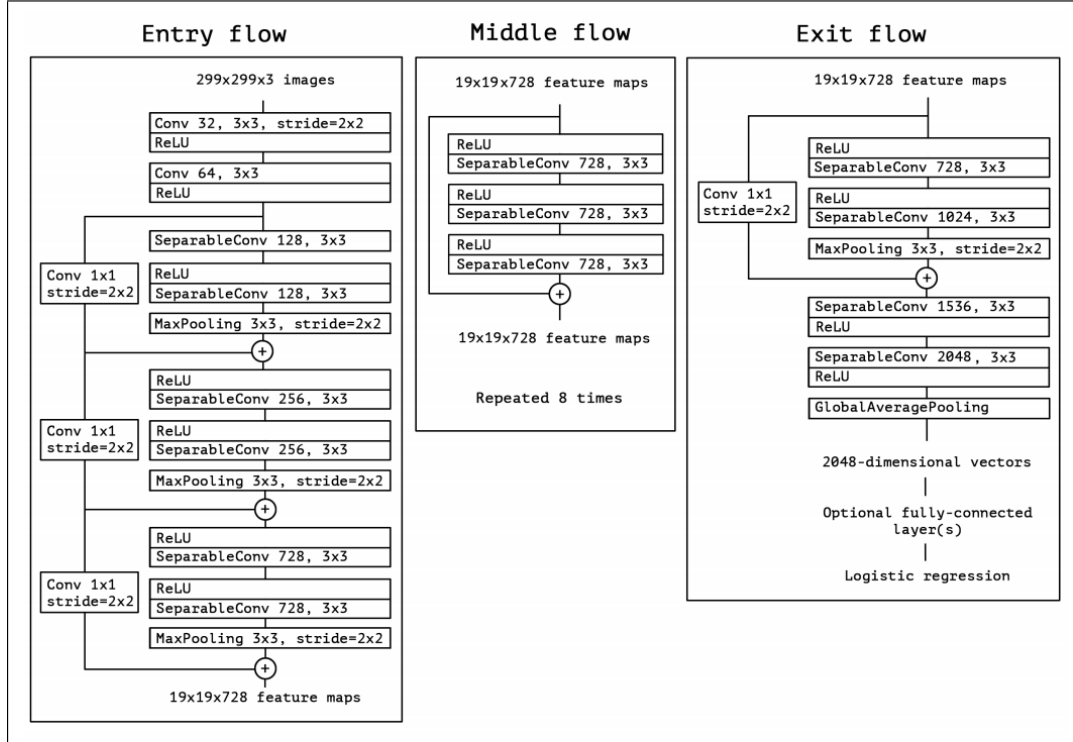 Entry flow
299x299x3 images
Conv 32, 3x3, stride=2x2
ReLU
Conv 64, 3x3
ReLU
SeparableConv 128, 3x3
Conv 1x1
stride=2x2
ReLU
SeparableConv 128, 3x3
MaxPooling 3x3, stride=2x2
+
ReLU
SeparableConv 256, 3x3
Conv 1x1
stride=2x2
ReLU
SeparableConv 256, 3x3
MaxPooling 3x3, stride=2x2
+
ReLU
SeparableConv 728, 3x3
Conv 1x1
stride=2x2
ReLU
SeparableConv 728, 3x3
MaxPooling 3x3, stride=2x2
+
19x19x728 feature maps
Middle flow
19x19x728 feature maps
ReLU
SeparableConv 728, 3x3
ReLU
SeparableConv 728, 3x3
ReLU
SeparableConv 728, 3x3
+
19x19x728 feature maps
Repeated 8 times
Exit flow
19x19x728 feature maps
ReLU
SeparableConv 728, 3x3
Conv 1x1
stride=2x2
ReLU
SeparableConv 1024, 3x3
MaxPooling 3x3, stride=2x2
+
SeparableConv 1536, 3x3
ReLU
SeparableConv 2048, 3x3
ReLU
GlobalAveragePooling
2048-dimensional vectors
Optional fully-connected
layer(s)
Logistic regression